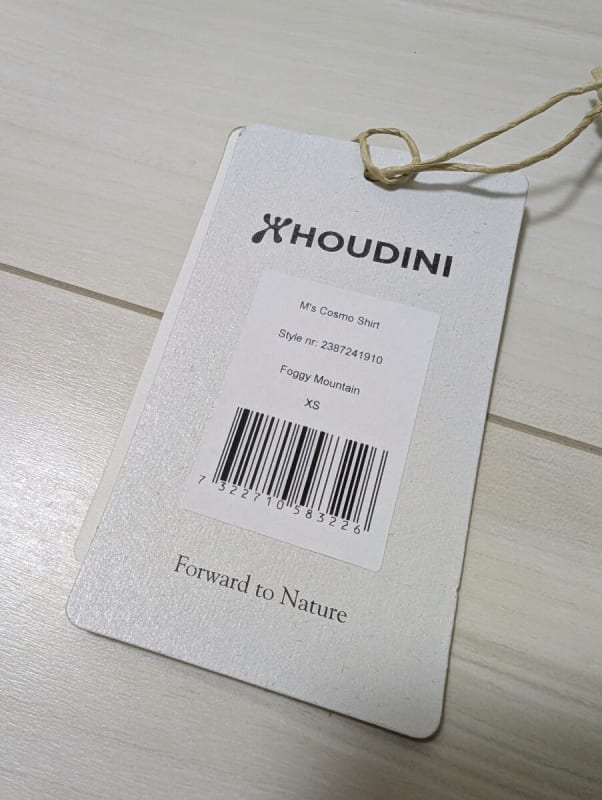 HOUDINI
M's Cosmo Shirt
Style nr: 2387241910
Foggy Mountain
XS
7 322710 583226
Forward to Nature